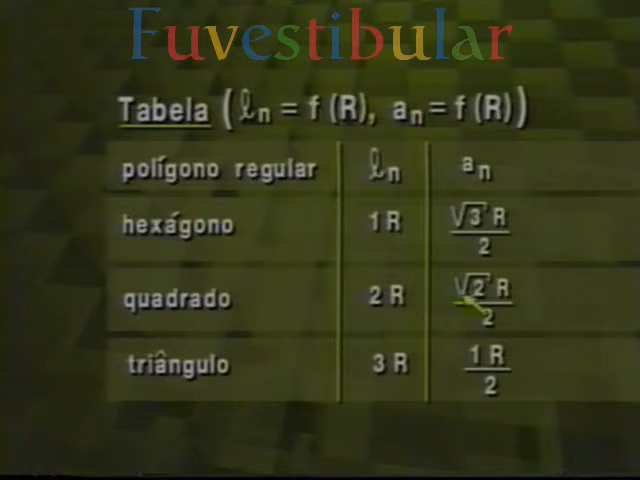 Fuvestibular
Tabela ( ℓn = f (R), an = f (R) )
polígono regular ℓn an
hexágono 1 R √3 R / 2
quadrado 2 R √2 R / 2
triângulo 3 R 1 R / 2